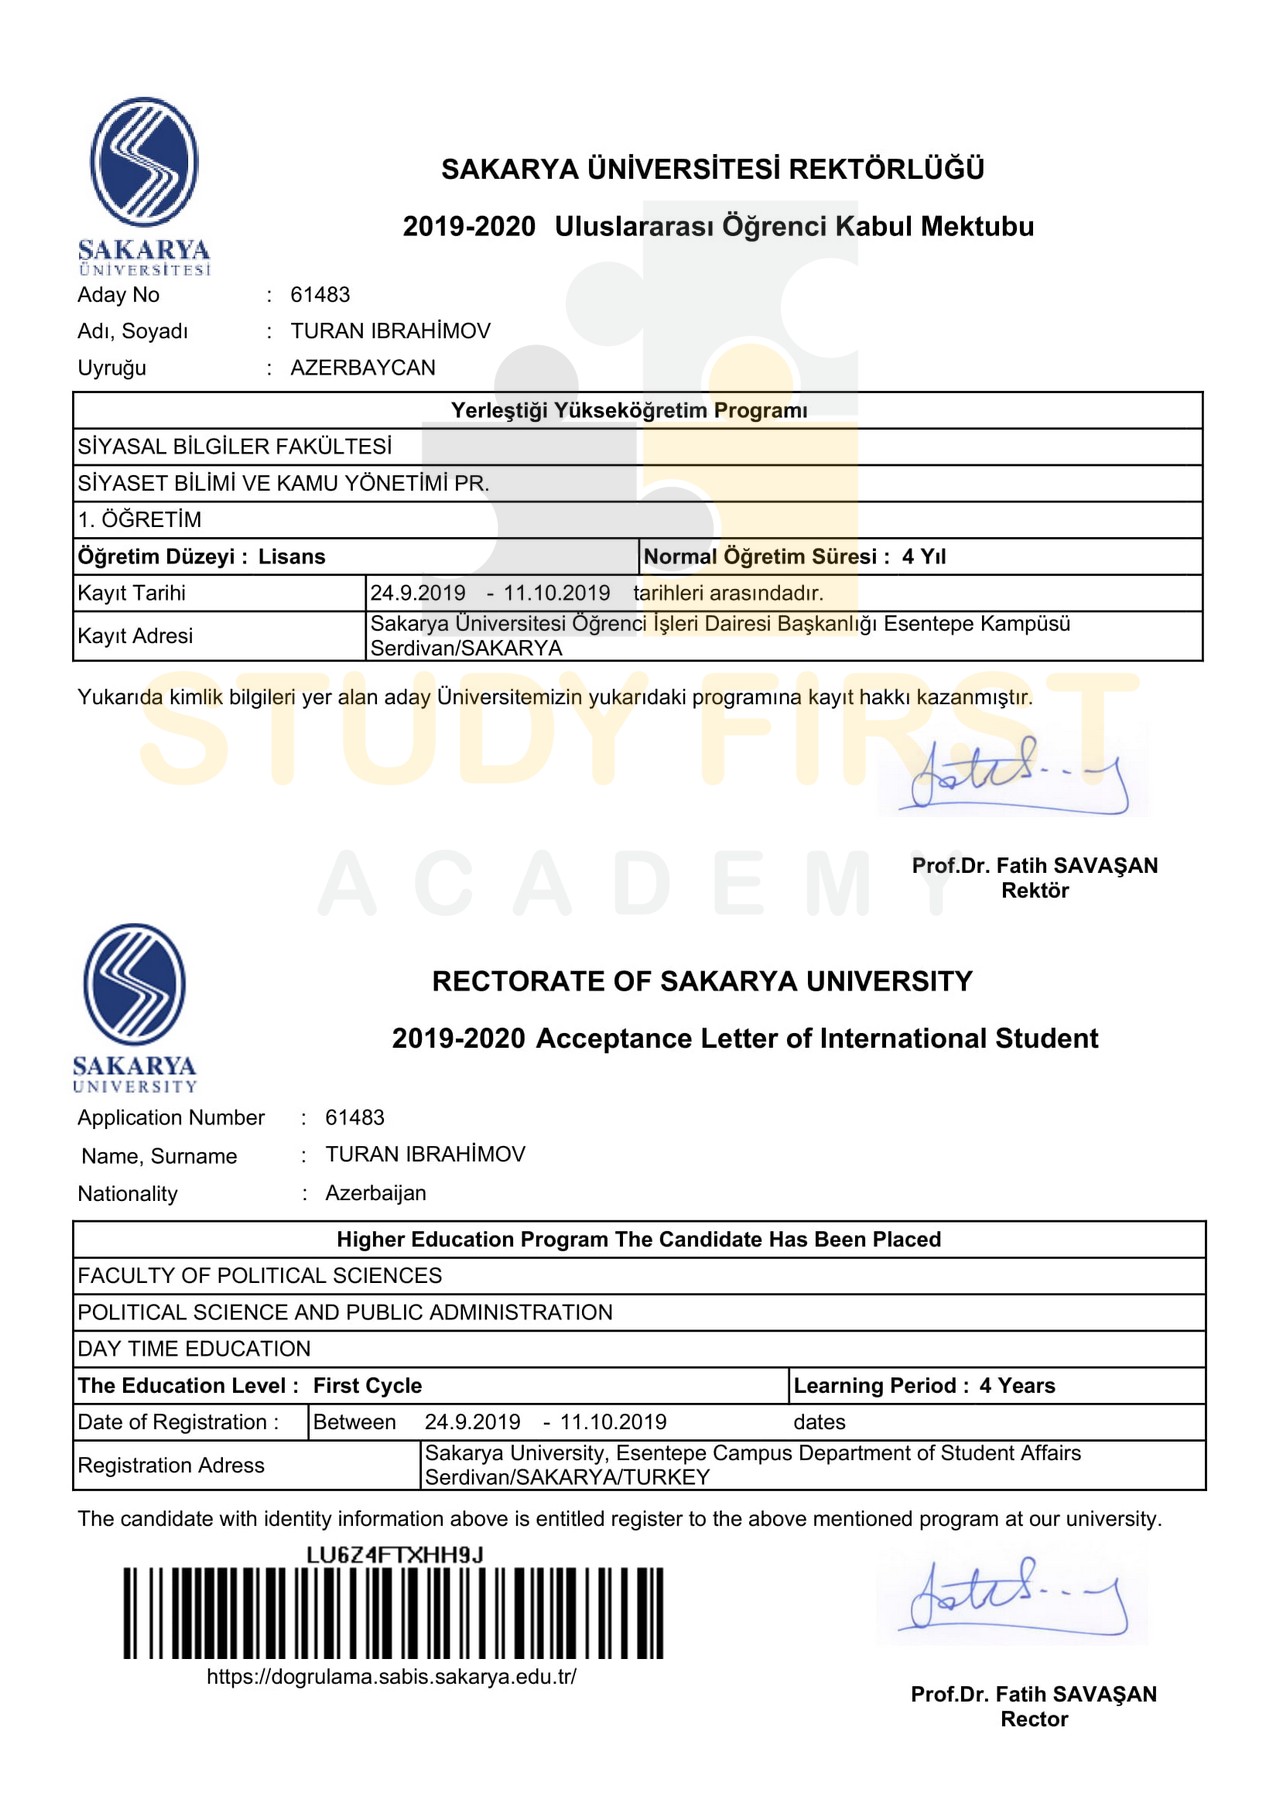 SAKARYA
ÜNİVERSİTESİ
SAKARYA ÜNİVERSİTESİ REKTÖRLÜĞÜ
2019-2020 Uluslararası Öğrenci Kabul Mektubu
Aday No : 61483
Adı, Soyadı : TURAN IBRAHİMOV
Uyruğu : AZERBAYCAN
Yerleştiği Yükseköğretim Programı
SİYASAL BİLGİLER FAKÜLTESİ
SİYASET BİLİMİ VE KAMU YÖNETİMİ PR.
1. ÖĞRETİM
Öğretim Düzeyi : Lisans Normal Öğretim Süresi : 4 Yıl
Kayıt Tarihi 24.9.2019 - 11.10.2019 tarihleri arasındadır.
Kayıt Adresi Sakarya Üniversitesi Öğrenci İşleri Dairesi Başkanlığı Esentepe Kampüsü
Serdivan/SAKARYA
Yukarıda kimlik bilgileri yer alan aday Üniversitemizin yukarıdaki programına kayıt hakkı kazanmıştır.
STUDY FIRST
ACADEMY
Prof.Dr. Fatih SAVAŞAN
Rektör
SAKARYA
UNIVERSITY
RECTORATE OF SAKARYA UNIVERSITY
2019-2020 Acceptance Letter of International Student
Application Number : 61483
Name, Surname : TURAN IBRAHİMOV
Nationality : Azerbaijan
Higher Education Program The Candidate Has Been Placed
FACULTY OF POLITICAL SCIENCES
POLITICAL SCIENCE AND PUBLIC ADMINISTRATION
DAY TIME EDUCATION
The Education Level : First Cycle Learning Period : 4 Years
Date of Registration : Between 24.9.2019 - 11.10.2019 dates
Registration Adress Sakarya University, Esentepe Campus Department of Student Affairs
Serdivan/SAKARYA/TURKEY
The candidate with identity information above is entitled register to the above mentioned program at our university.
LU6Z4FTXHH9J
https://dogrulama.sabis.sakarya.edu.tr/
Prof.Dr. Fatih SAVAŞAN
Rector